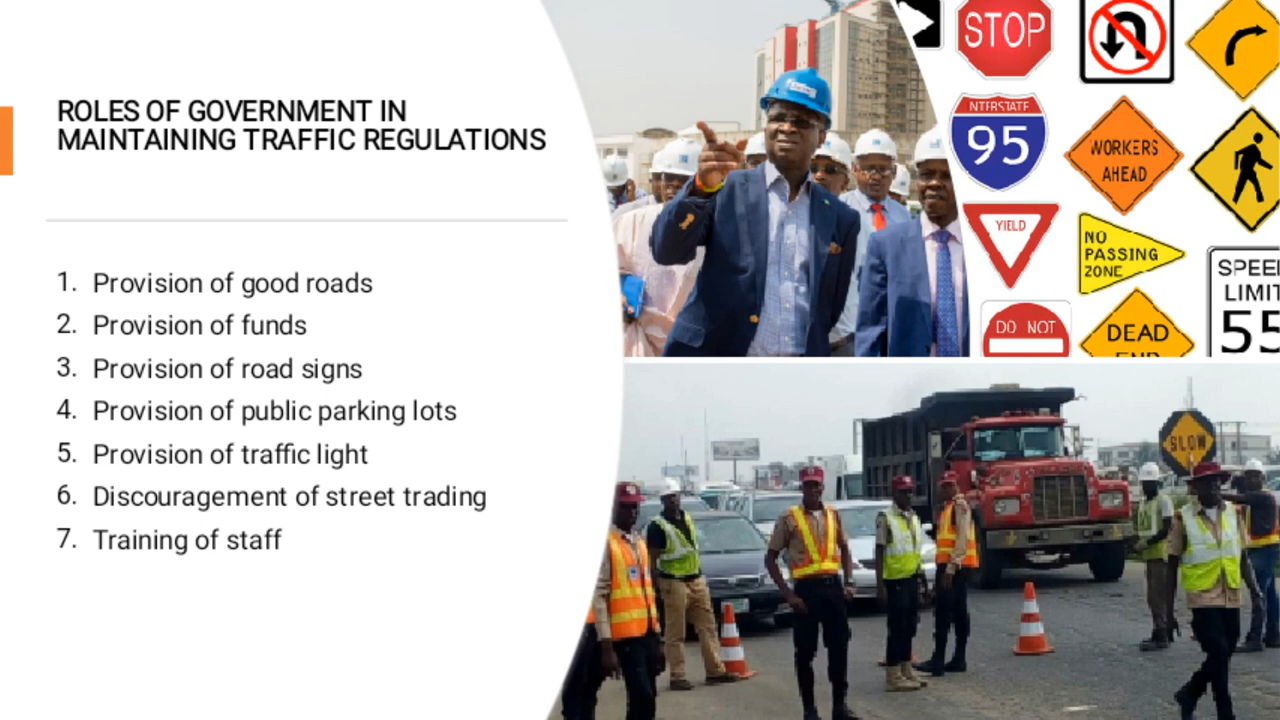 ROLES OF GOVERNMENT IN
MAINTAINING TRAFFIC REGULATIONS
1. Provision of good roads
2. Provision of funds
3. Provision of road signs
4. Provision of public parking lots
5. Provision of traffic light
6. Discouragement of street trading
7. Training of staff
STOP
INTERSTATE
95
WORKERS
AHEAD
YIELD
NO
PASSING
ZONE
SPEED
LIMIT
55
DO NOT
DEAD
END
SLOW